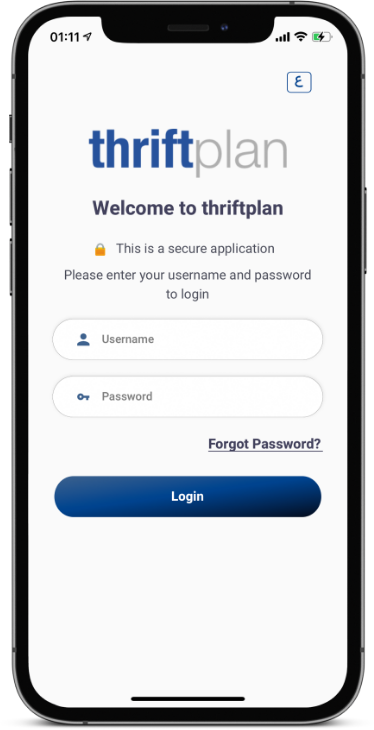 01:11
ع
thriftplan
Welcome to thriftplan
This is a secure application
Please enter your username and password
to login
Username
Password
Forgot Password?
Login